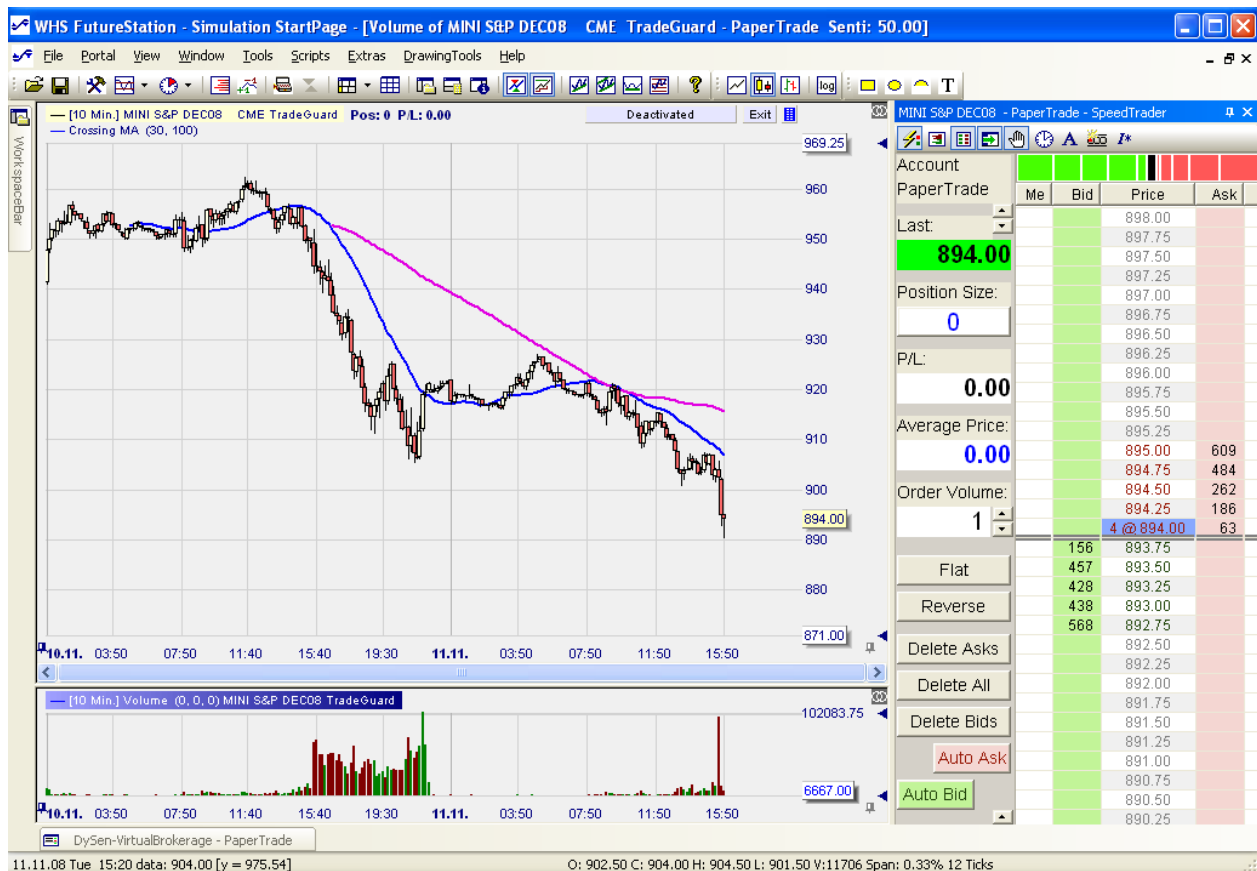 WHS FutureStation - Simulation StartPage - [Volume of MINI S&P DEC08 CME TradeGuard - PaperTrade Senti: 50.00]
File Portal View Window Tools Scripts Extras DrawingTools Help
log T
WorkspaceBar
[10 Min.] MINI S&P DEC08 CME TradeGuard Pos: 0 P/L: 0.00 Deactivated Exit
Crossing MA (30, 100)
969.25
960
950
940
930
920
910
900
894.00
890
880
871.00
10.11. 03:50 07:50 11:40 15:40 19:30 11.11. 03:50 07:50 11:50 15:50
[10 Min.] Volume (0, 0, 0) MINI S&P DEC08 TradeGuard
102083.75
6667.00
10.11. 03:50 07:50 11:40 15:40 19:30 11.11. 03:50 07:50 11:50 15:50
MINI S&P DEC08 - PaperTrade - SpeedTrader
A I*
Account
PaperTrade
Last:
894.00
Position Size:
0
P/L:
0.00
Average Price:
0.00
Order Volume:
1
Flat
Reverse
Delete Asks
Delete All
Delete Bids
Auto Ask
Auto Bid
Me Bid Price Ask
898.00
897.75
897.50
897.25
897.00
896.75
896.50
896.25
896.00
895.75
895.50
895.25
895.00 609
894.75 484
894.50 262
894.25 186
4 @ 894.00 63
156 893.75
457 893.50
428 893.25
438 893.00
568 892.75
892.50
892.25
892.00
891.75
891.50
891.25
891.00
890.75
890.50
890.25
DySen-VirtualBrokerage - PaperTrade
11.11.08 Tue 15:20 data: 904.00 [y = 975.54] O: 902.50 C: 904.00 H: 904.50 L: 901.50 V:11706 Span: 0.33% 12 Ticks